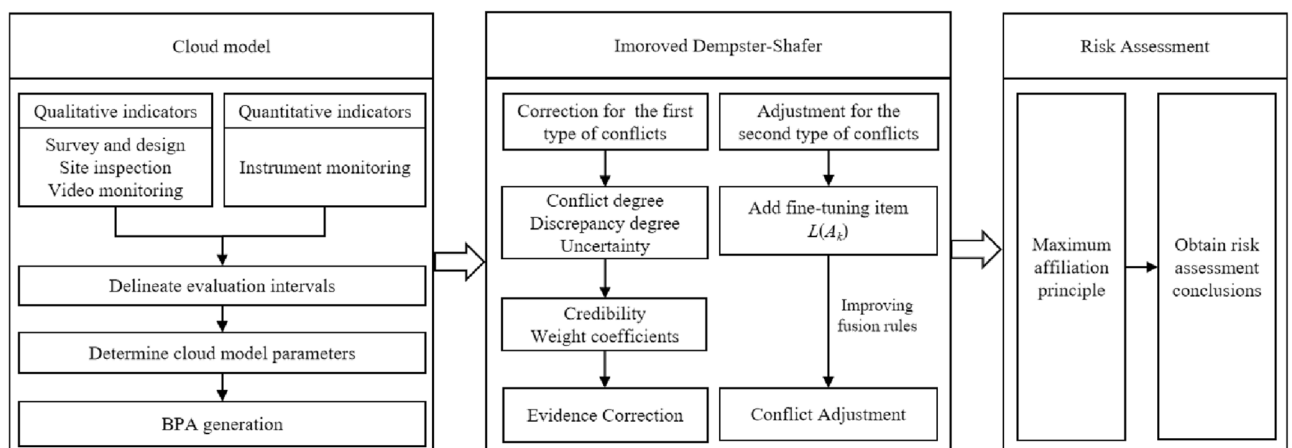 Cloud model
Qualitative indicators
Survey and design
Site inspection
Video monitoring
Quantitative indicators
Instrument monitoring
Delineate evaluation intervals
Determine cloud model parameters
BPA generation
Imoroved Dempster-Shafer
Correction for the first
type of conflicts
Conflict degree
Discrepancy degree
Uncertainty
Credibility
Weight coefficients
Evidence Correction
Adjustment for the
second type of conflicts
Add fine-tuning item
L(Aₖ)
Improving
fusion rules
Conflict Adjustment
Risk Assessment
Maximum
affiliation
principle
Obtain risk
assessment
conclusions